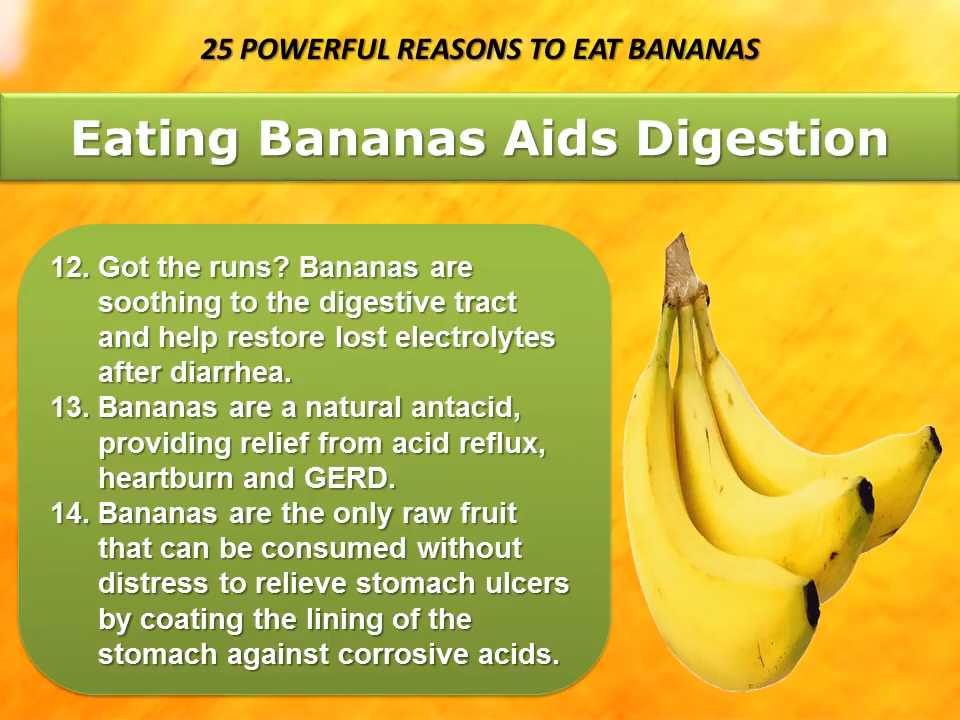 25 POWERFUL REASONS TO EAT BANANAS
Eating Bananas Aids Digestion
12. Got the runs? Bananas are
soothing to the digestive tract
and help restore lost electrolytes
after diarrhea.
13. Bananas are a natural antacid,
providing relief from acid reflux,
heartburn and GERD.
14. Bananas are the only raw fruit
that can be consumed without
distress to relieve stomach ulcers
by coating the lining of the
stomach against corrosive acids.